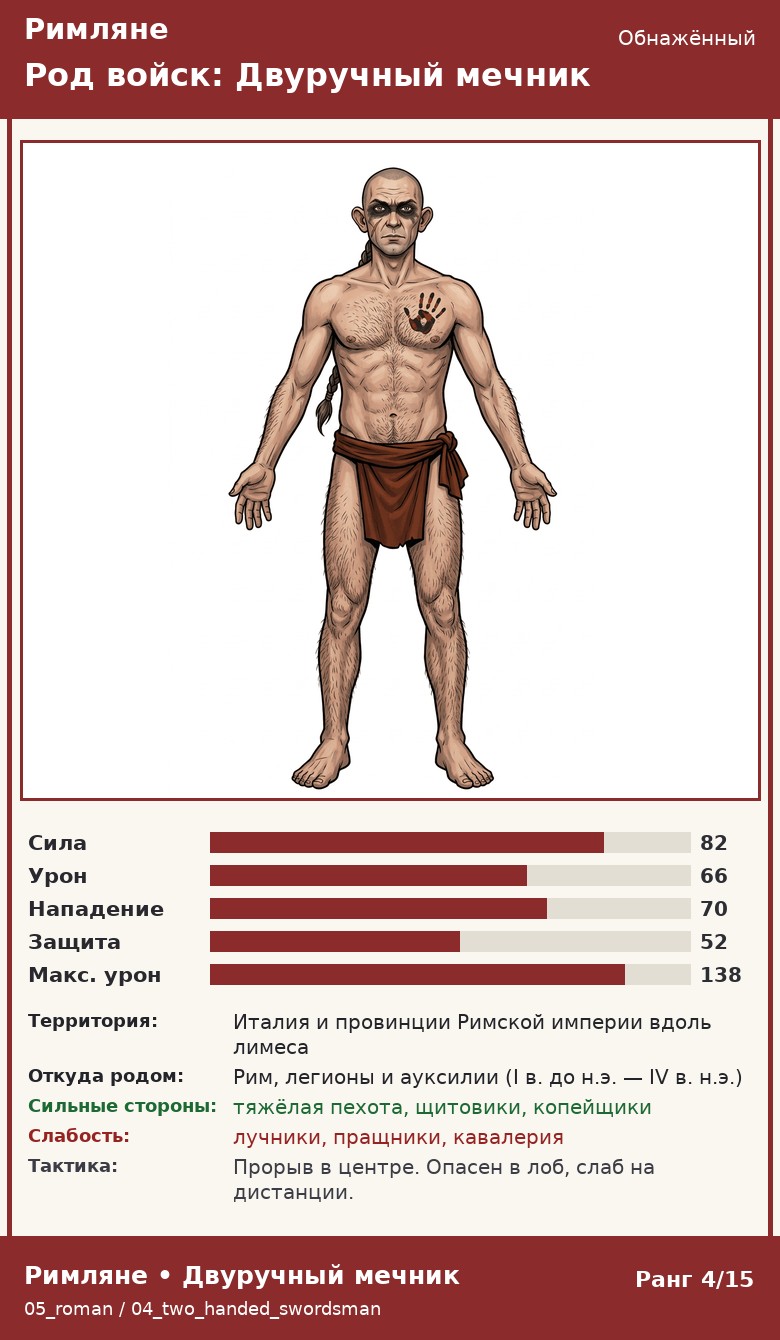 Римляне
Обнажённый
Род войск: Двуручный мечник
Сила 82
Урон 66
Нападение 70
Защита 52
Макс. урон 138
Территория: Италия и провинции Римской империи вдоль
лимеса
Откуда родом: Рим, легионы и ауксилии (I в. до н.э. — IV в. н.э.)
Сильные стороны: тяжёлая пехота, щитовики, копейщики
Слабость: лучники, пращники, кавалерия
Тактика: Прорыв в центре. Опасен в лоб, слаб на
дистанции.
Римляне • Двуручный мечник
Ранг 4/15
05_roman / 04_two_handed_swordsman